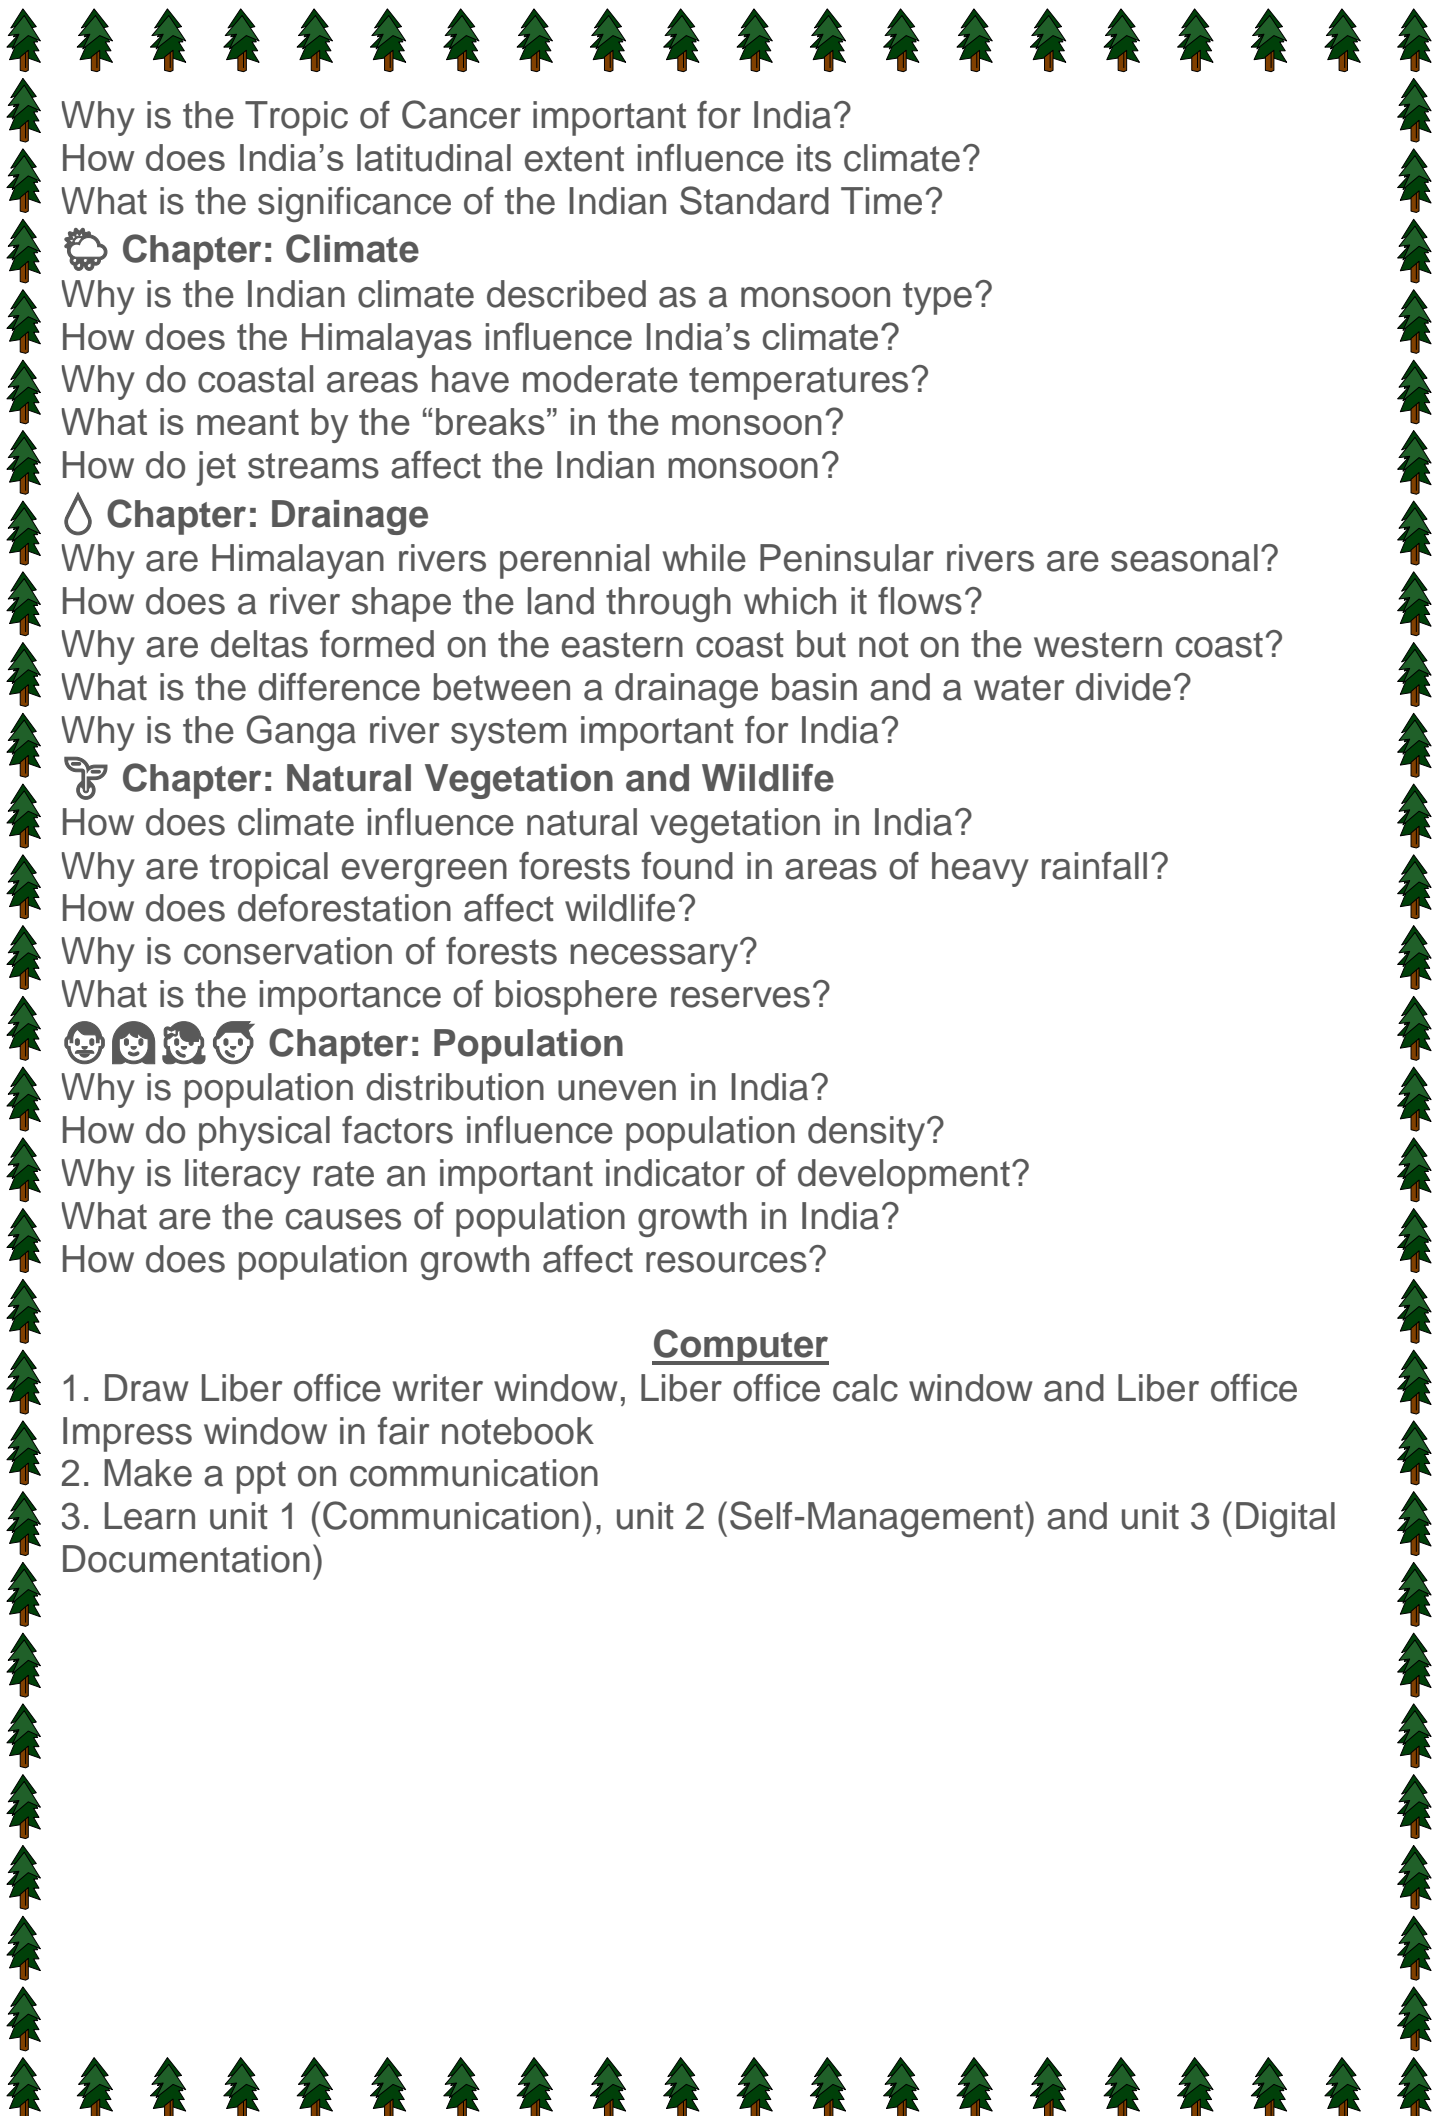 Why is the Tropic of Cancer important for India?
How does India’s latitudinal extent influence its climate?
What is the significance of the Indian Standard Time?
Chapter: Climate
Why is the Indian climate described as a monsoon type?
How does the Himalayas influence India’s climate?
Why do coastal areas have moderate temperatures?
What is meant by the “breaks” in the monsoon?
How do jet streams affect the Indian monsoon?
Chapter: Drainage
Why are Himalayan rivers perennial while Peninsular rivers are seasonal?
How does a river shape the land through which it flows?
Why are deltas formed on the eastern coast but not on the western coast?
What is the difference between a drainage basin and a water divide?
Why is the Ganga river system important for India?
Chapter: Natural Vegetation and Wildlife
How does climate influence natural vegetation in India?
Why are tropical evergreen forests found in areas of heavy rainfall?
How does deforestation affect wildlife?
Why is conservation of forests necessary?
What is the importance of biosphere reserves?
Chapter: Population
Why is population distribution uneven in India?
How do physical factors influence population density?
Why is literacy rate an important indicator of development?
What are the causes of population growth in India?
How does population growth affect resources?
Computer
1. Draw Liber office writer window, Liber office calc window and Liber office
Impress window in fair notebook
2. Make a ppt on communication
3. Learn unit 1 (Communication), unit 2 (Self-Management) and unit 3 (Digital
Documentation)